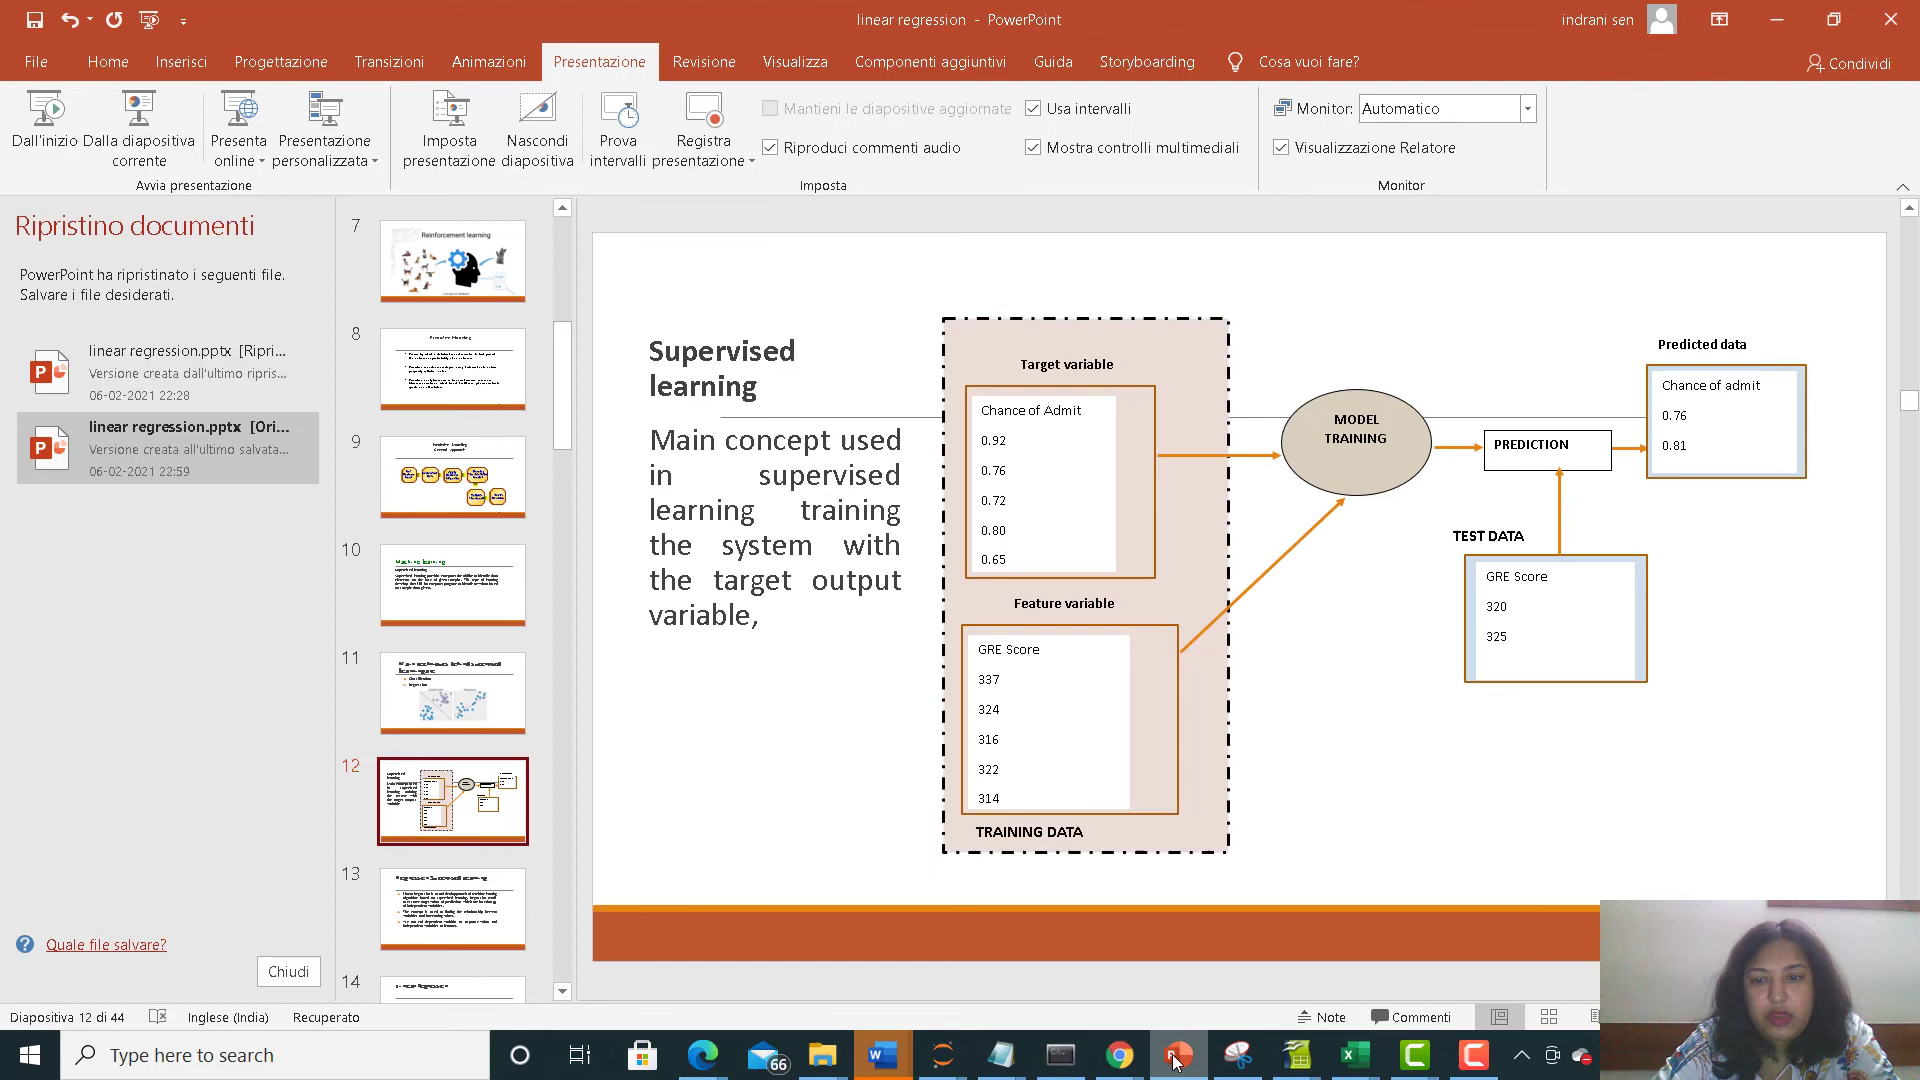 linear regression - PowerPoint
indrani sen
File
Home
Inserisci
Progettazione
Transizioni
Animazioni
Presentazione
Revisione
Visualizza
Componenti aggiuntivi
Guida
Storyboarding
Cosa vuoi fare?
Condividi
Dall'inizio
Dalla diapositiva
corrente
Presenta
online
Presentazione
personalizzata
Imposta
presentazione
Nascondi
diapositiva
Prova
intervalli
Registra
presentazione
Mantieni le diapositive aggiornate
Riproduci commenti audio
Usa intervalli
Mostra controlli multimediali
Monitor:
Automatico
Visualizzazione Relatore
Avvia presentazione
Imposta
Monitor
Ripristino documenti
PowerPoint ha ripristinato i seguenti file.
Salvare i file desiderati.
linear regression.pptx [Ripri...
Versione creata dall'ultimo ripris...
06-02-2021 22:28
linear regression.pptx [Ori...
Versione creata all'ultimo salvata...
06-02-2021 22:59
Quale file salvare?
Chiudi
7
Reinforcement learning
8
9
10
Machine learning
11
12
13
14
Supervised
learning
Main concept used
in supervised
learning training
the system with
the target output
variable,
Target variable
Chance of Admit
0.92
0.76
0.72
0.80
0.65
Feature variable
GRE Score
337
324
316
322
314
TRAINING DATA
MODEL
TRAINING
PREDICTION
Predicted data
Chance of admit
0.76
0.81
TEST DATA
GRE Score
320
325
Diapositiva 12 di 44
Inglese (India)
Recuperato
Note
Commenti
Type here to search
66